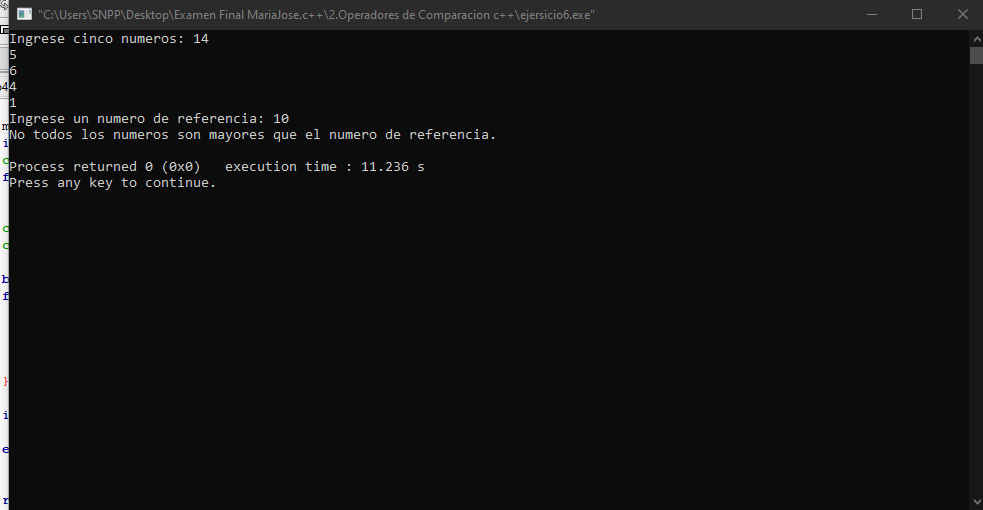 "C:\Users\SNPP\Desktop\Examen Final MariaJose.c++\2.Operadores de Comparacion c++\ejersicio6.exe"
Ingrese cinco numeros: 14
5
6
4
1
Ingrese un numero de referencia: 10
No todos los numeros son mayores que el numero de referencia.
Process returned 0 (0x0)   execution time : 11.236 s
Press any key to continue.